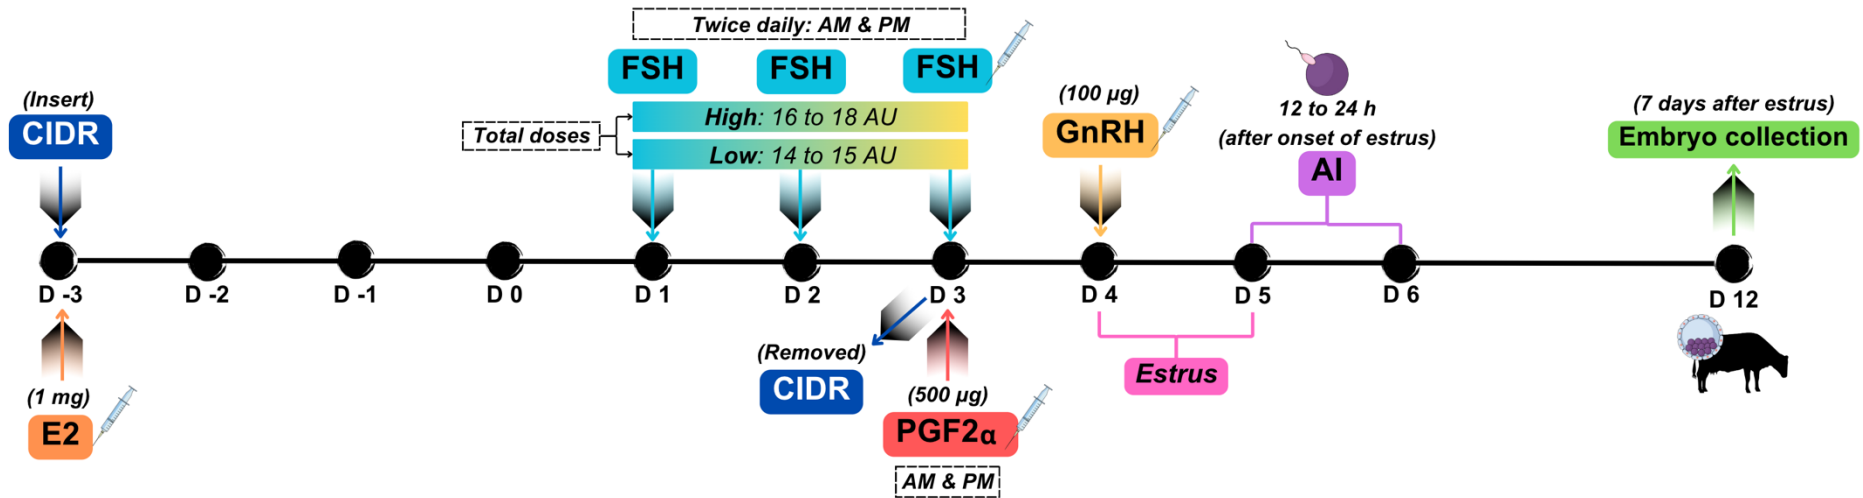 Twice daily: AM & PM
FSH
FSH
FSH
(Insert)
CIDR
Total doses
High: 16 to 18 AU
Low: 14 to 15 AU
(100 µg)
GnRH
12 to 24 h
(after onset of estrus)
AI
(7 days after estrus)
Embryo collection
D -3
D -2
D -1
D 0
D 1
D 2
D 3
D 4
D 5
D 6
D 12
(1 mg)
E2
(Removed)
CIDR
(500 µg)
PGF2α
AM & PM
Estrus